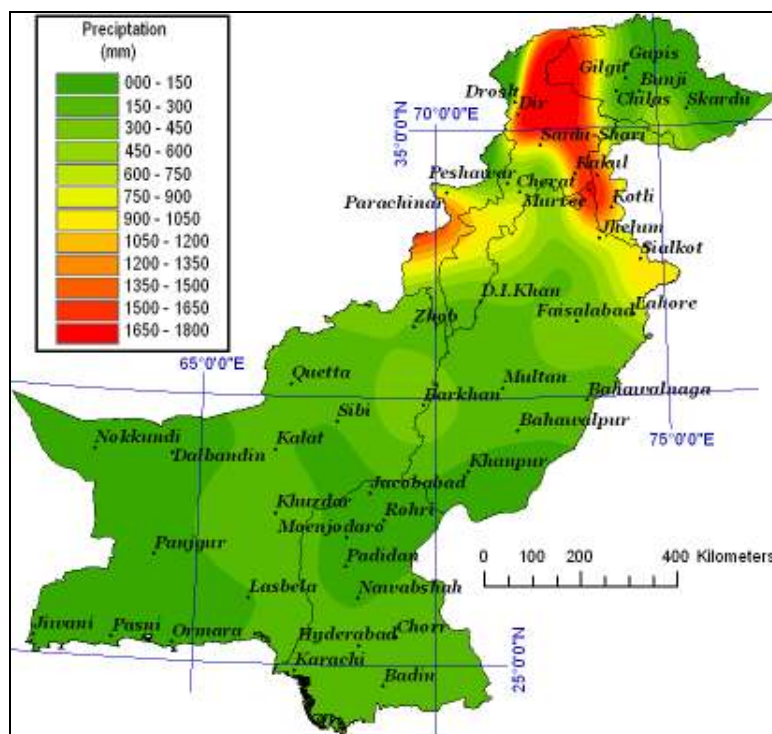 Preciptation
(mm)
000 - 150
150 - 300
300 - 450
450 - 600
600 - 750
750 - 900
900 - 1050
1050 - 1200
1200 - 1350
1350 - 1500
1500 - 1650
1650 - 1800
Gupis
Gilgit
Bunji
Drosh
Chilas
Skardu
Dir
70°0'0"E
35°0'0"N
Sardu-Shari
Kakul
Peshawar
Cherat
Parachinar
Murree
Kotli
Jhelum
Sialkot
D.I.Khan
Lahore
Zhob
Faisalabad
65°0'0"E
Quetta
Multan
Barkhan
Bahawalnaga
Sibi
Bahawalpur
75°0'0"E
Nokkundi
Kalat
Dalbandin
Khanpur
Jacobabad
Khuzdar
Rohri
Moenjodaro
Panjgur
Padidan
0 100 200 400 Kilometers
Lasbela
Nawabshah
Jiwani
Pasni
Ormara
Hyderabad
Chorr
Karachi
25°0'0"N
Badin